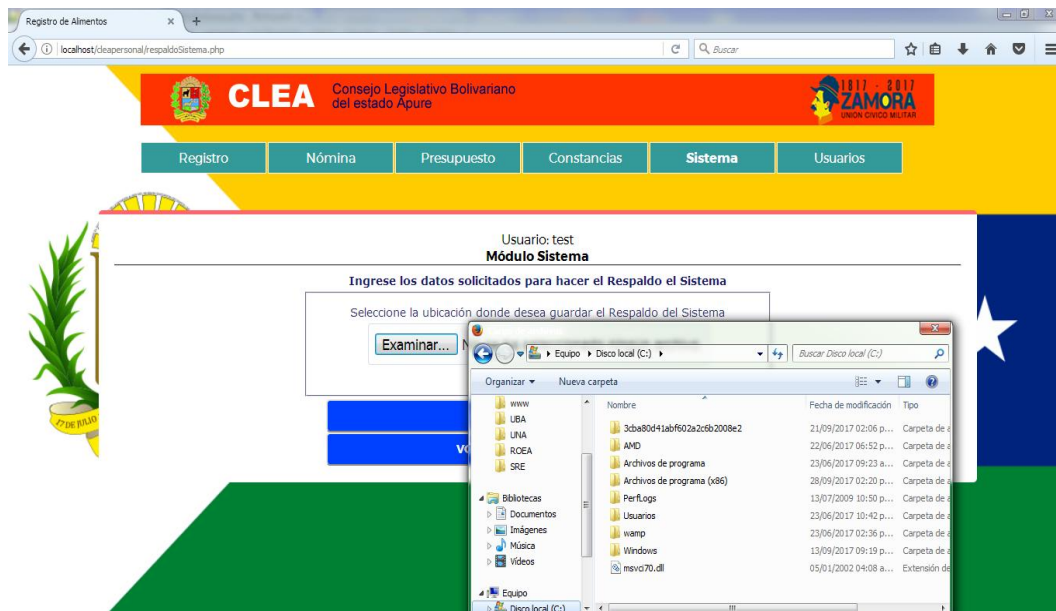 Registro de Alimentos
localhost/cleapersonal/respaldoSistema.php
Buscar
CLEA
Consejo Legislativo Bolivariano
del estado Apure
1817 - 2017
ZAMORA
UNION CIVICO MILITAR
Registro
Nómina
Presupuesto
Constancias
Sistema
Usuarios
Usuario: test
Módulo Sistema
Ingrese los datos solicitados para hacer el Respaldo el Sistema
Seleccione la ubicación donde desea guardar el Respaldo del Sistema
Examinar...
Equipo Disco local (C:)
Buscar Disco local (C:)
Organizar Nueva carpeta
www
UBA
UNA
ROEA
SRE
Bibliotecas
Documentos
Imágenes
Música
Vídeos
Equipo
Disco local (C:)
Nombre Fecha de modificación Tipo
3cba80d41abf602a2c6b2008e2 21/09/2017 02:06 p... Carpeta de a
AMD 22/06/2017 06:52 p... Carpeta de a
Archivos de programa 23/06/2017 09:23 a... Carpeta de a
Archivos de programa (x86) 28/09/2017 02:20 p... Carpeta de a
PerfLogs 13/07/2009 10:50 p... Carpeta de a
Usuarios 23/06/2017 10:42 p... Carpeta de a
wamp 23/06/2017 02:36 p... Carpeta de a
Windows 13/09/2017 09:19 p... Carpeta de a
msvci70.dll 05/01/2002 04:08 a... Extensión de
17 DE JULIO